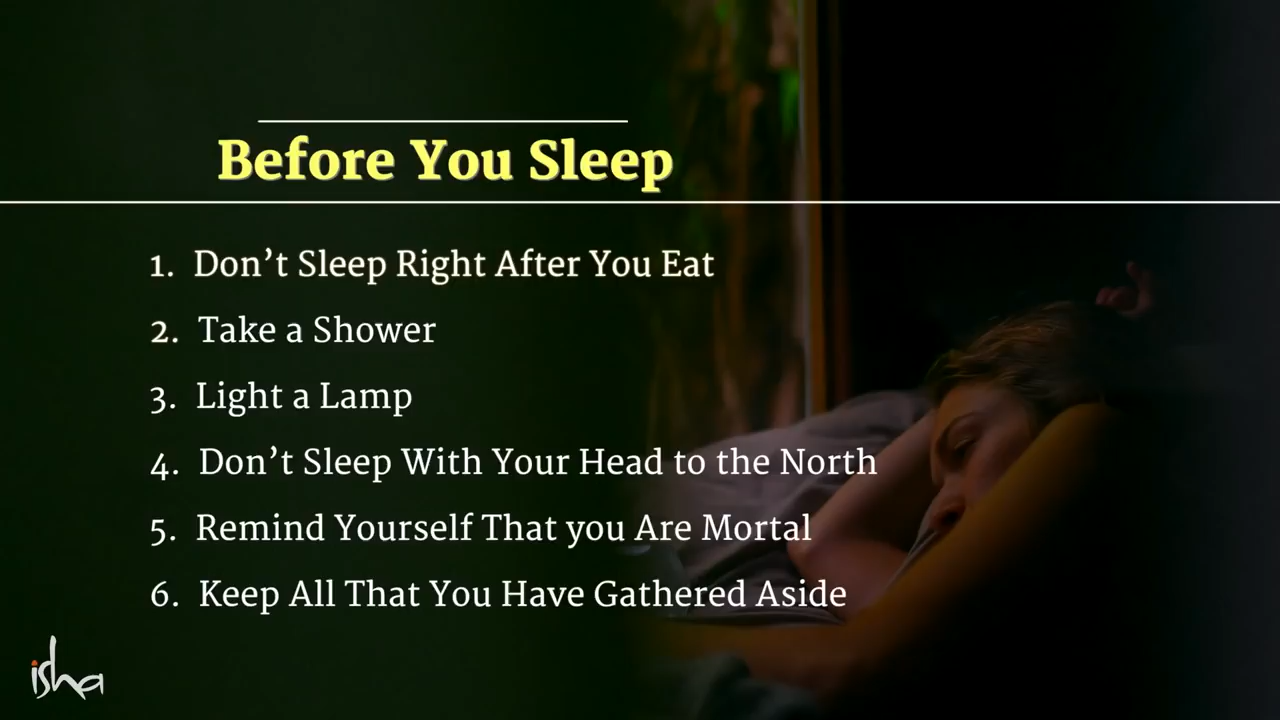 Before You Sleep
1. Don’t Sleep Right After You Eat
2. Take a Shower
3. Light a Lamp
4. Don’t Sleep With Your Head to the North
5. Remind Yourself That you Are Mortal
6. Keep All That You Have Gathered Aside
isha